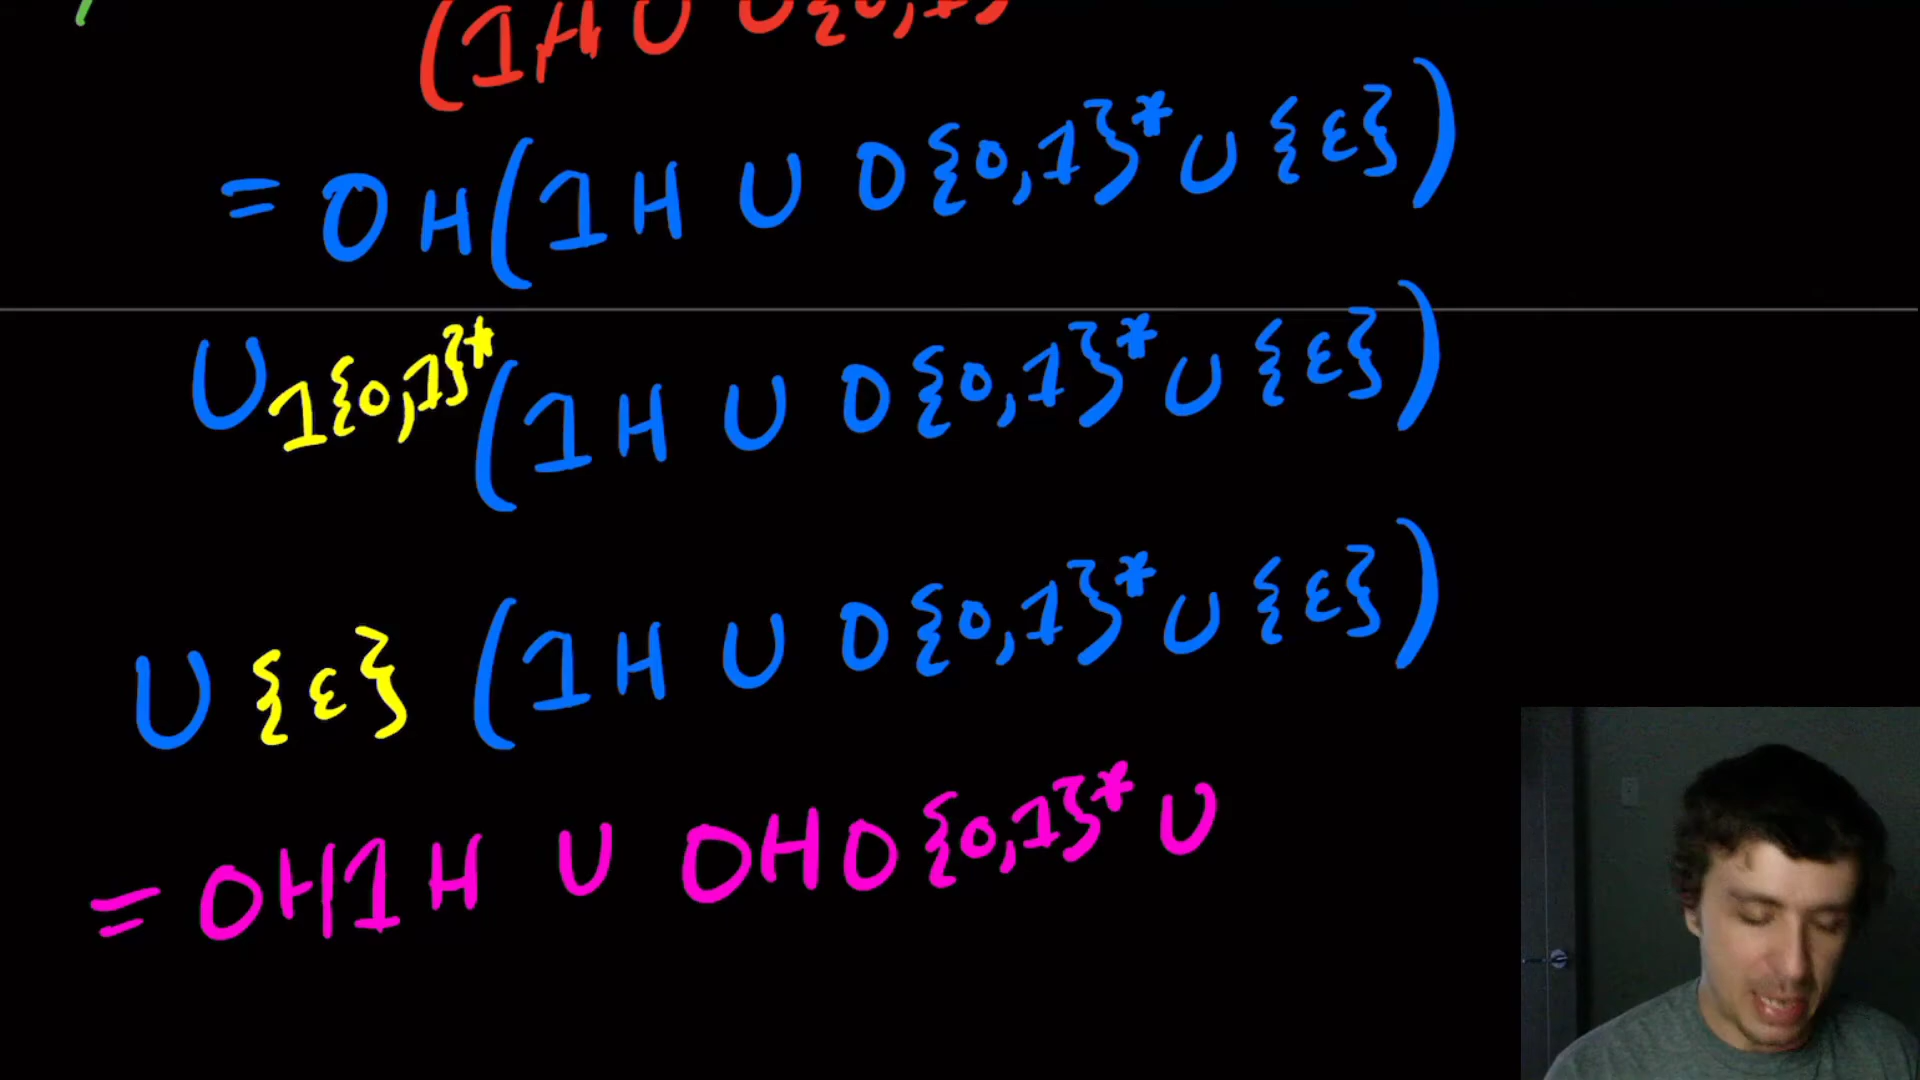 (1H U
= 0H(1H U 0{0,1}* U {ε})
U 1{0,1}*(1H U 0{0,1}* U {ε})
U {ε} (1H U 0{0,1}* U {ε})
= 0H1H U 0H0{0,1}* U